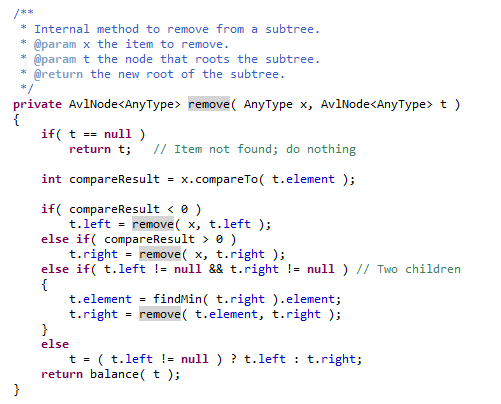 /**
 * Internal method to remove from a subtree.
 * @param x the item to remove.
 * @param t the node that roots the subtree.
 * @return the new root of the subtree.
 */
private AvlNode<AnyType> remove( AnyType x, AvlNode<AnyType> t )
{
    if( t == null )
        return t;   // Item not found; do nothing

    int compareResult = x.compareTo( t.element );

    if( compareResult < 0 )
        t.left = remove( x, t.left );
    else if( compareResult > 0 )
        t.right = remove( x, t.right );
    else if( t.left != null && t.right != null ) // Two children
    {
        t.element = findMin( t.right ).element;
        t.right = remove( t.element, t.right );
    }
    else
        t = ( t.left != null ) ? t.left : t.right;
    return balance( t );
}